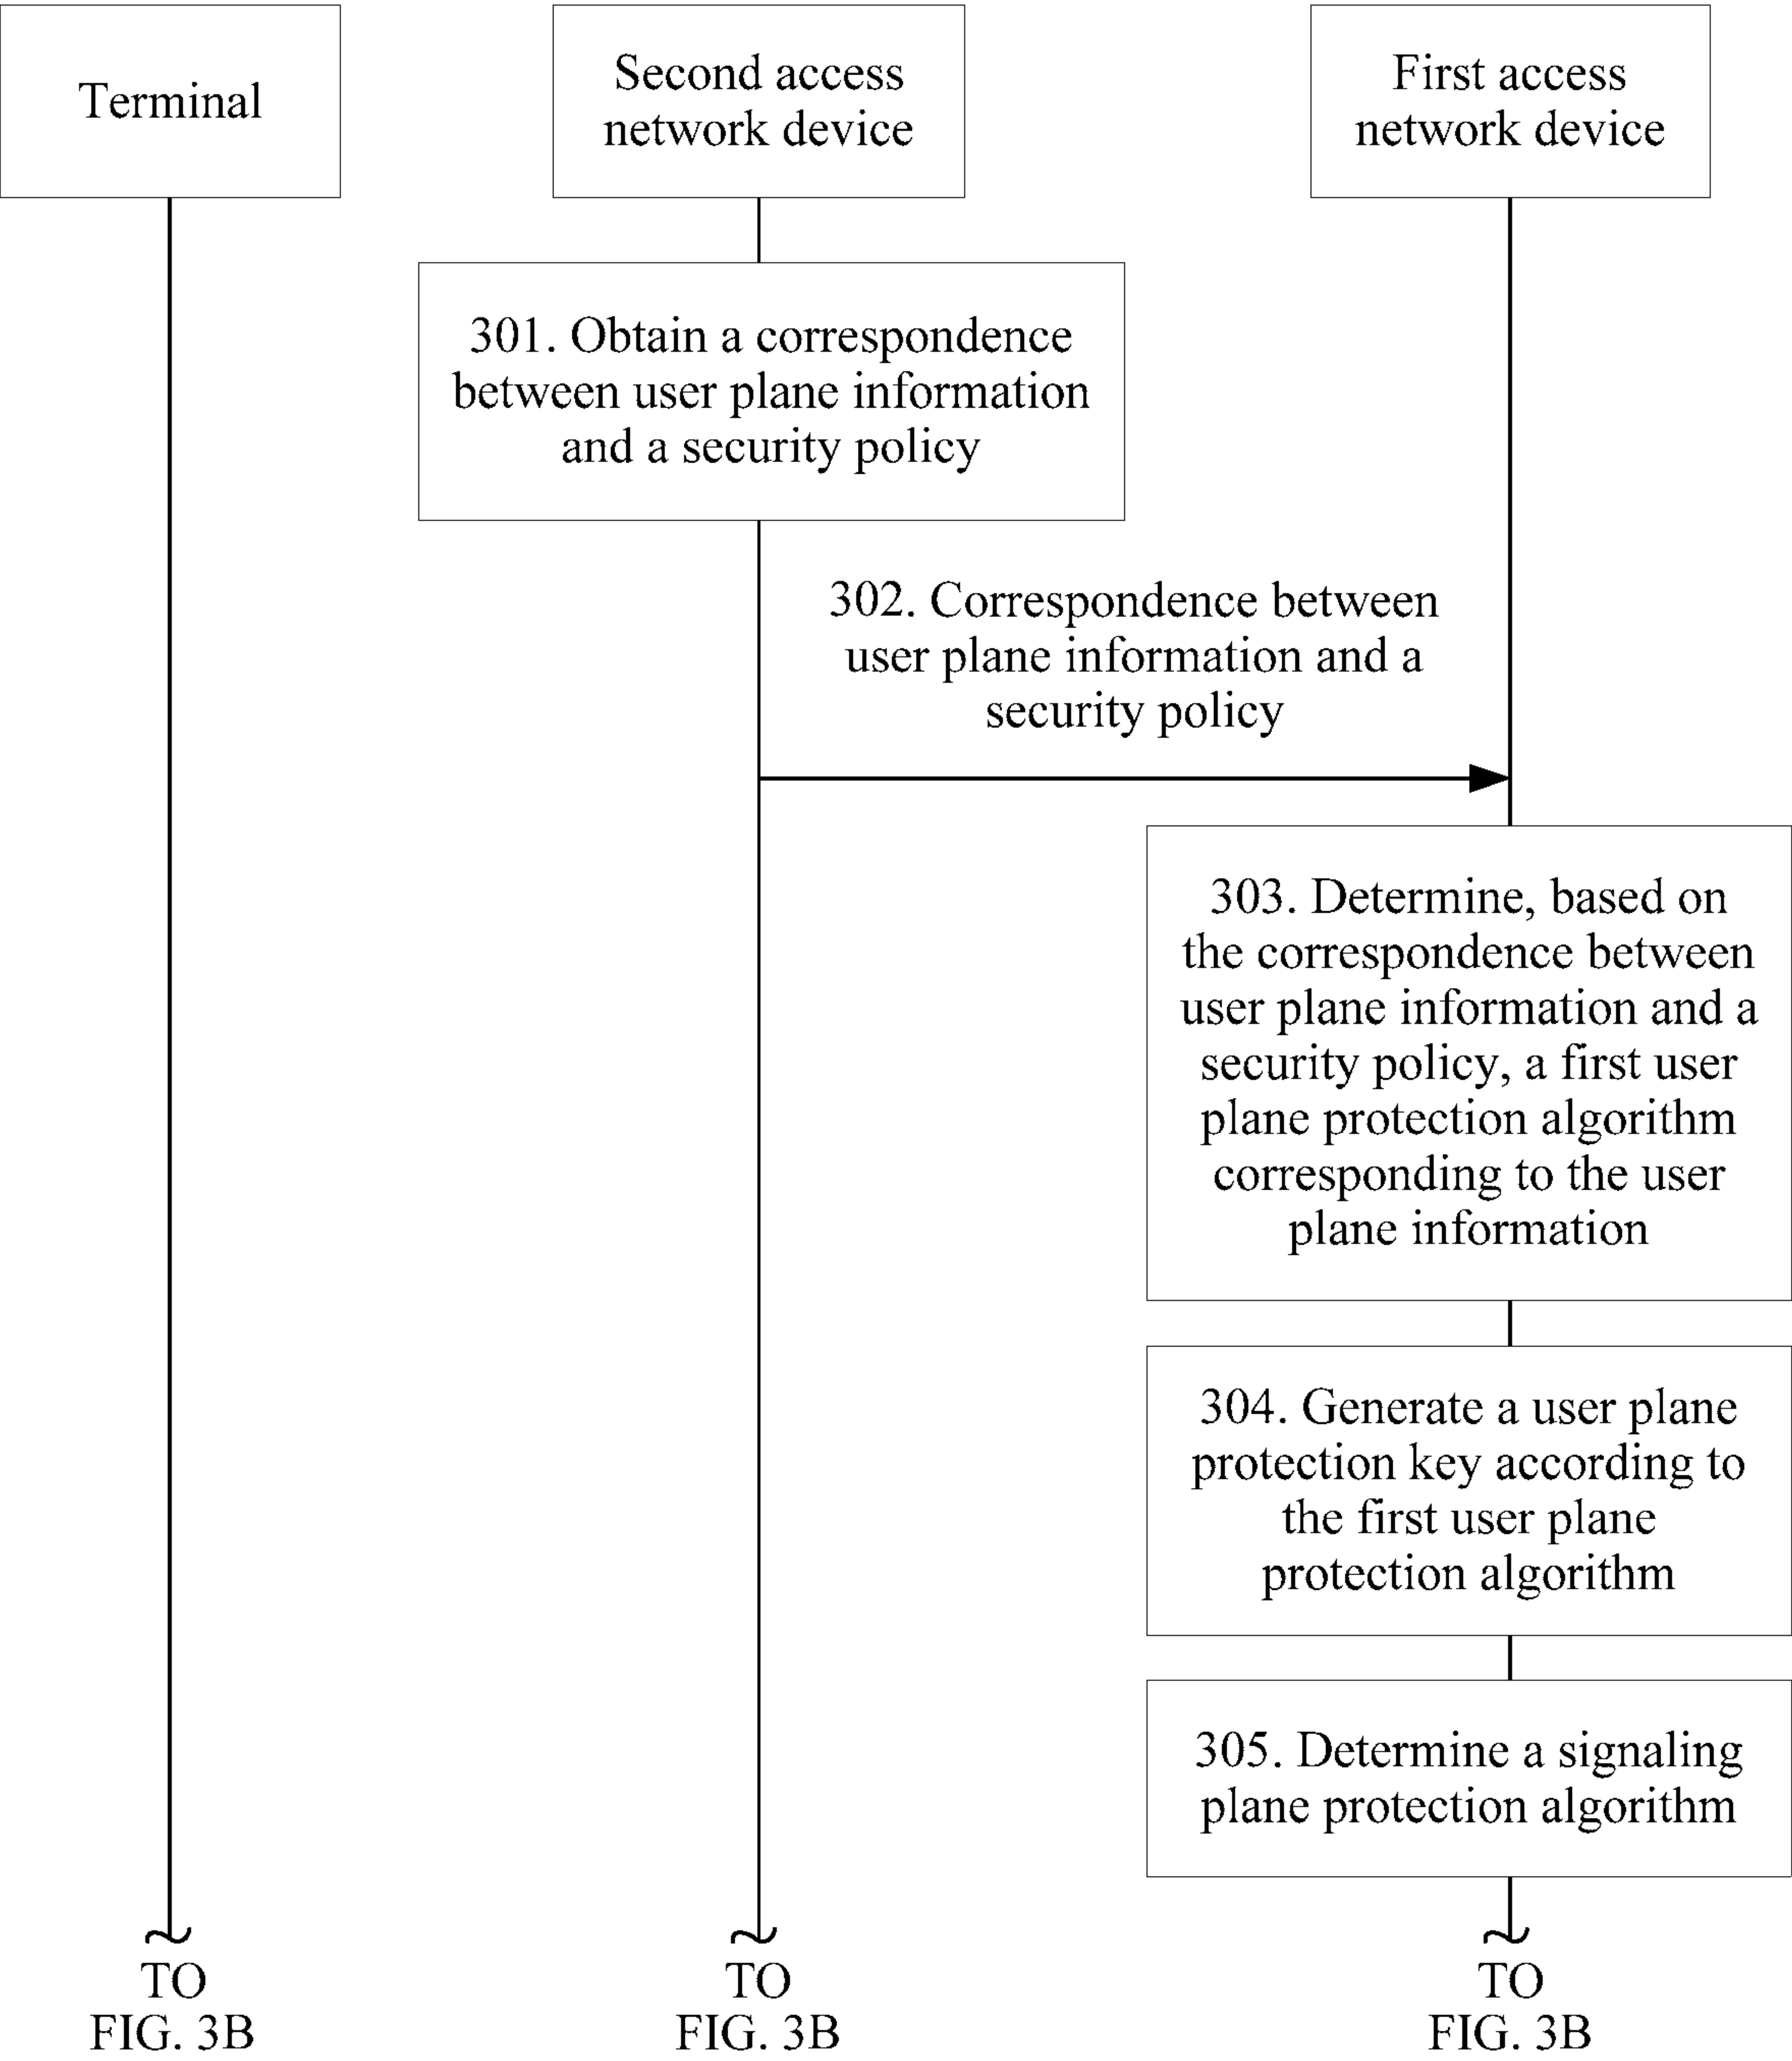 Terminal
Second access
network device
First access
network device
301. Obtain a correspondence
between user plane information
and a security policy
302. Correspondence between
user plane information and a
security policy
303. Determine, based on
the correspondence between
user plane information and a
security policy, a first user
plane protection algorithm
corresponding to the user
plane information
304. Generate a user plane
protection key according to
the first user plane
protection algorithm
305. Determine a signaling
plane protection algorithm
TO
FIG. 3B
TO
FIG. 3B
TO
FIG. 3B